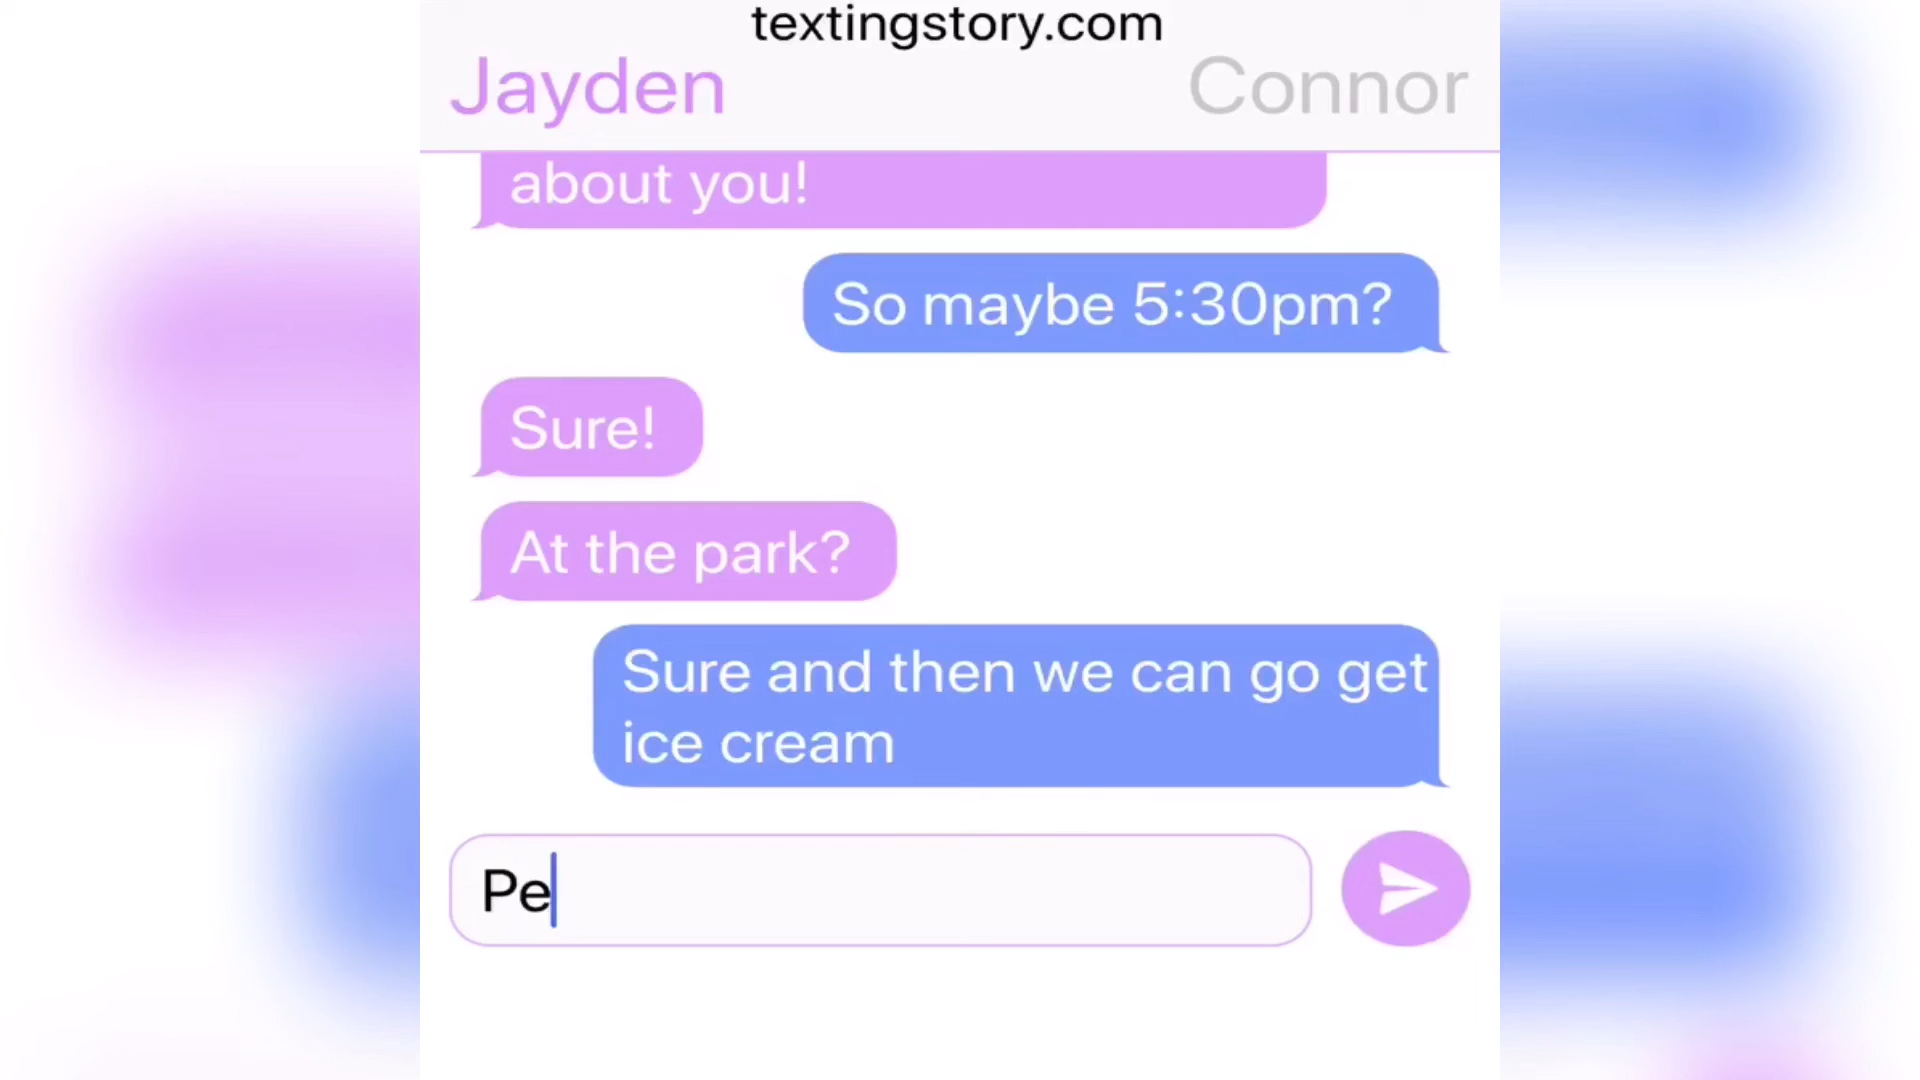 textingstory.com
Jayden
Connor
about you!
So maybe 5:30pm?
Sure!
At the park?
Sure and then we can go get
ice cream
Pe